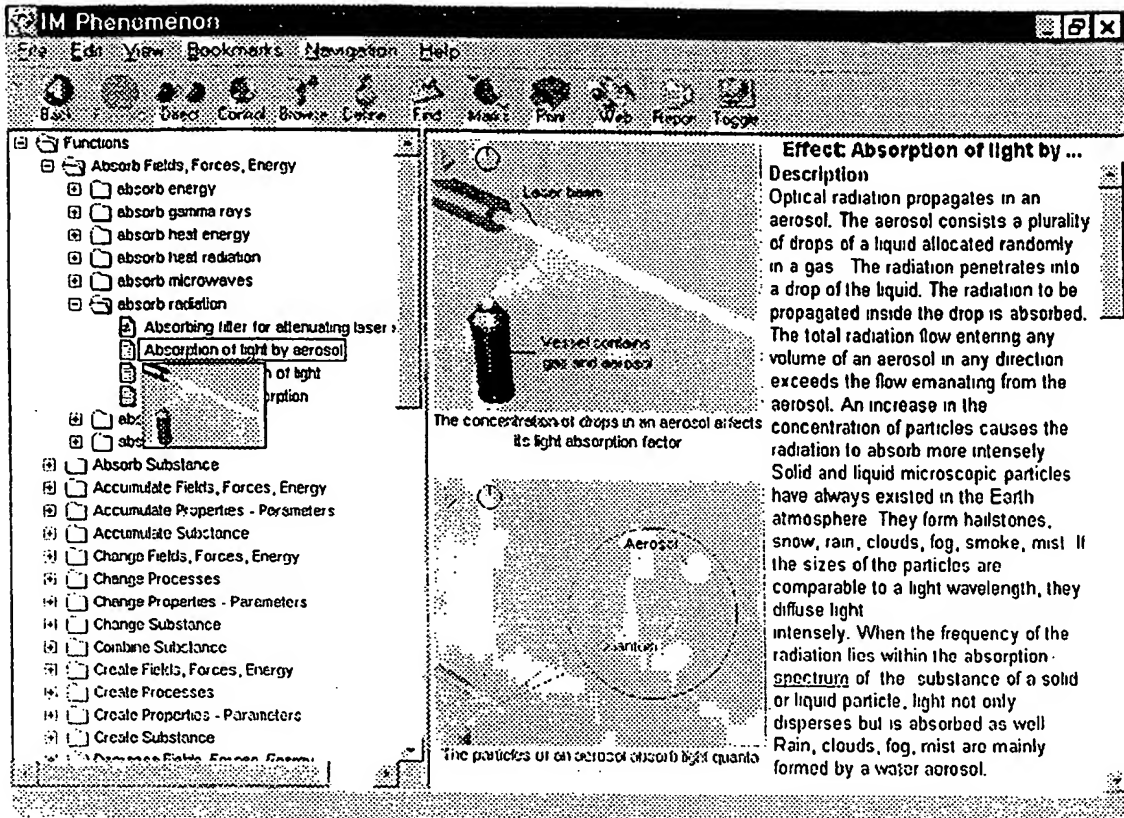 IM Phenomenon
File Edit View Bookmarks Navigation Help
Back Direct Control Browse Define Find Marks Print Web Report Toggle
Functions
Absorb Fields, Forces, Energy
absorb energy
absorb gamma rays
absorb heat energy
absorb heat radiation
absorb microwaves
absorb radiation
Absorbing filter for attenuating laser
Absorption of light by aerosol
of light
orption
abs
abs
Absorb Substance
Accumulate Fields, Forces, Energy
Accumulate Properties - Parameters
Accumulate Substance
Change Fields, Forces, Energy
Change Processes
Change Properties - Parameters
Change Substance
Combine Substance
Create Fields, Forces, Energy
Create Processes
Create Properties - Parameters
Create Substance
Fields, Forces, Energy
Laser beam
Vessel contains
gas and aerosol
The concentration of drops in an aerosol affects
its light absorption factor
Aerosol
Quantum
The particles of an aerosol absorb light quanta
Effect: Absorption of light by ...
Description
Optical radiation propagates in an
aerosol. The aerosol consists a plurality
of drops of a liquid allocated randomly
in a gas The radiation penetrates into
a drop of the liquid. The radiation to be
propagated inside the drop is absorbed.
The total radiation flow entering any
volume of an aerosol in any direction
exceeds the flow emanating from the
aerosol. An increase in the
concentration of particles causes the
radiation to absorb more intensely
Solid and liquid microscopic particles
have always existed in the Earth
atmosphere They form hailstones,
snow, rain, clouds, fog, smoke, mist If
the sizes of the particles are
comparable to a light wavelength, they
diffuse light
intensely. When the frequency of the
radiation lies within the absorption
spectrum of the substance of a solid
or liquid particle, light not only
disperses but is absorbed as well
Rain, clouds, fog, mist are mainly
formed by a water aerosol.